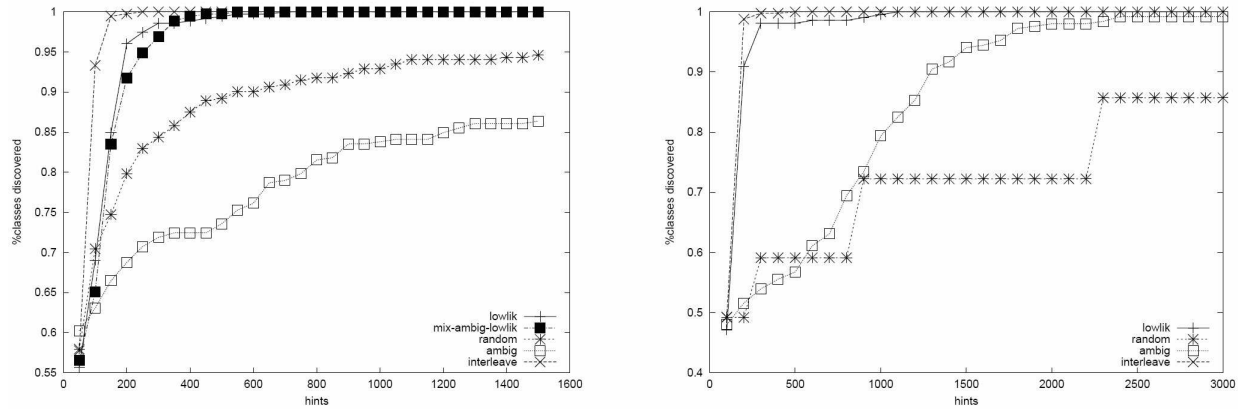 %classes discovered
1
0.95
0.9
0.85
0.8
0.75
0.7
0.65
0.6
0.55
0
200
400
600
800
1000
1200
1400
1600
hints
lowlik
mix-ambig-lowlik
random
ambig
interleave
%classes discovered
1
0.9
0.8
0.7
0.6
0.5
0.4
0
500
1000
1500
2000
2500
3000
hints
lowlik
random
ambig
interleave